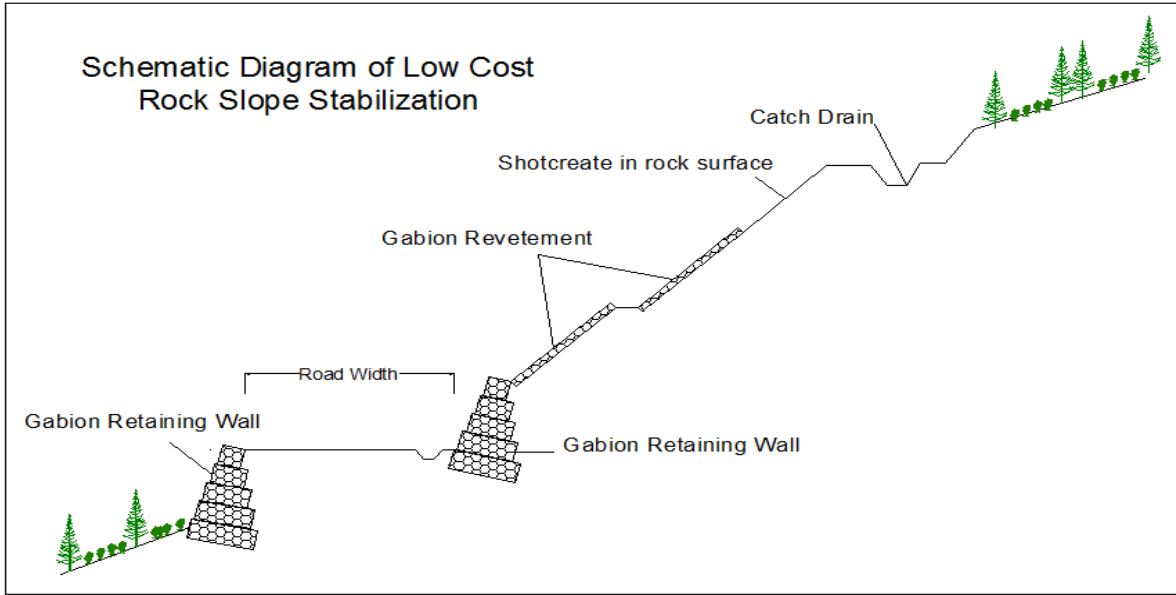 Schematic Diagram of Low Cost
Rock Slope Stabilization
Catch Drain
Shotcreate in rock surface
Gabion Revetement
Road Width
Gabion Retaining Wall
Gabion Retaining Wall